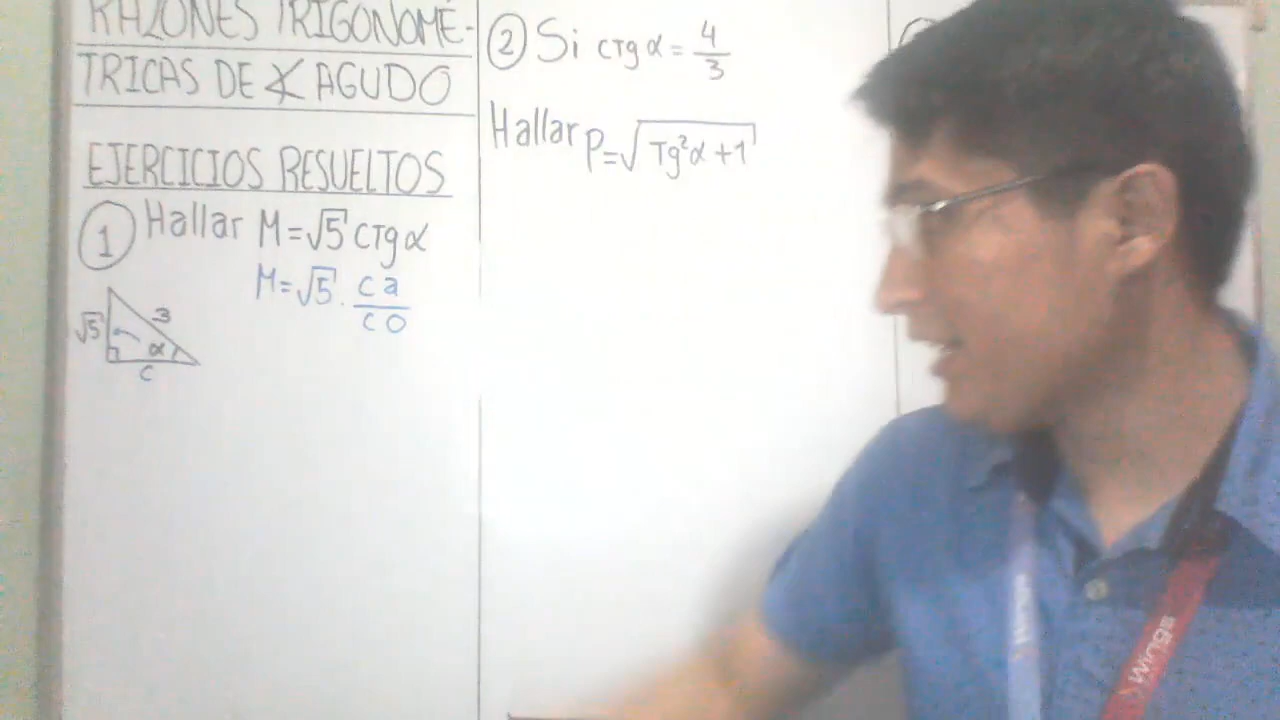 RAZONES TRIGONOMÉ-
TRICAS DE ∡ AGUDO
EJERCICIOS RESUELTOS
1 Hallar M = √5 CTg α
M = √5 . ca/co
√5
3
α
c
2 Si CTg α = 4/3
Hallar P = √(Tg²α + 1)